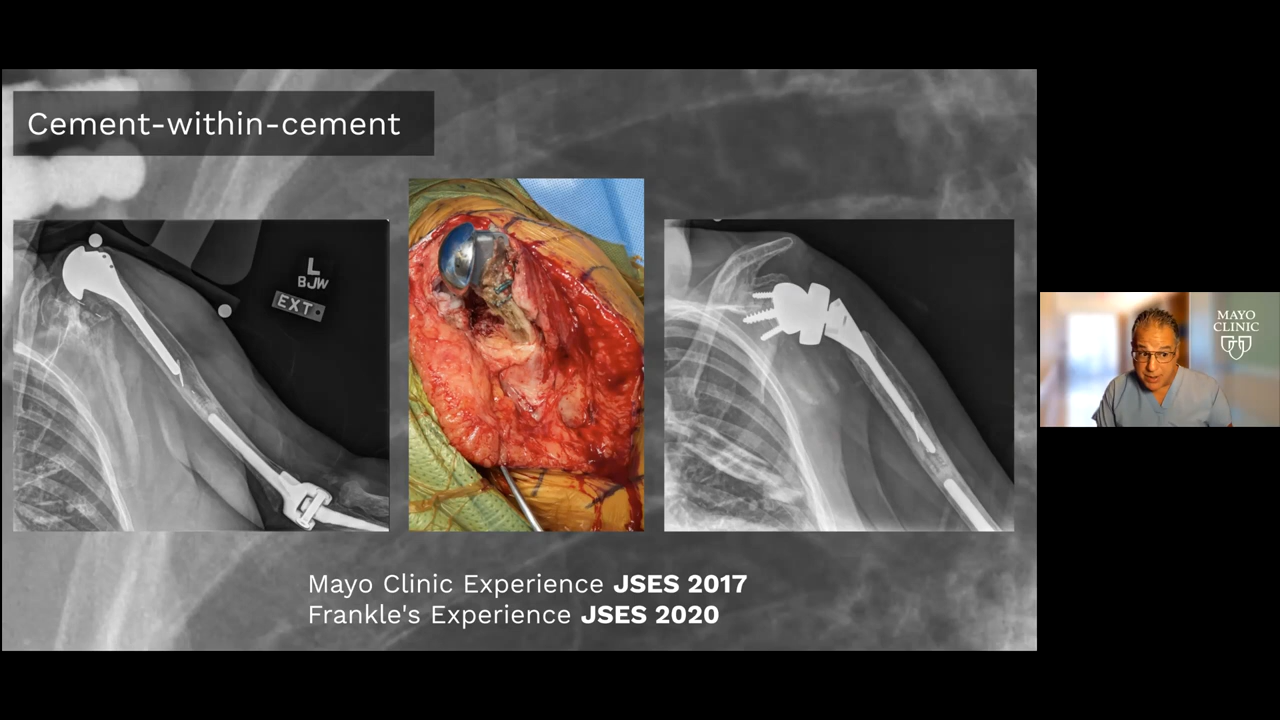 Cement-within-cement
L
BJW
EXT
Mayo Clinic Experience JSES 2017
Frankle's Experience JSES 2020
MAYO
CLINIC